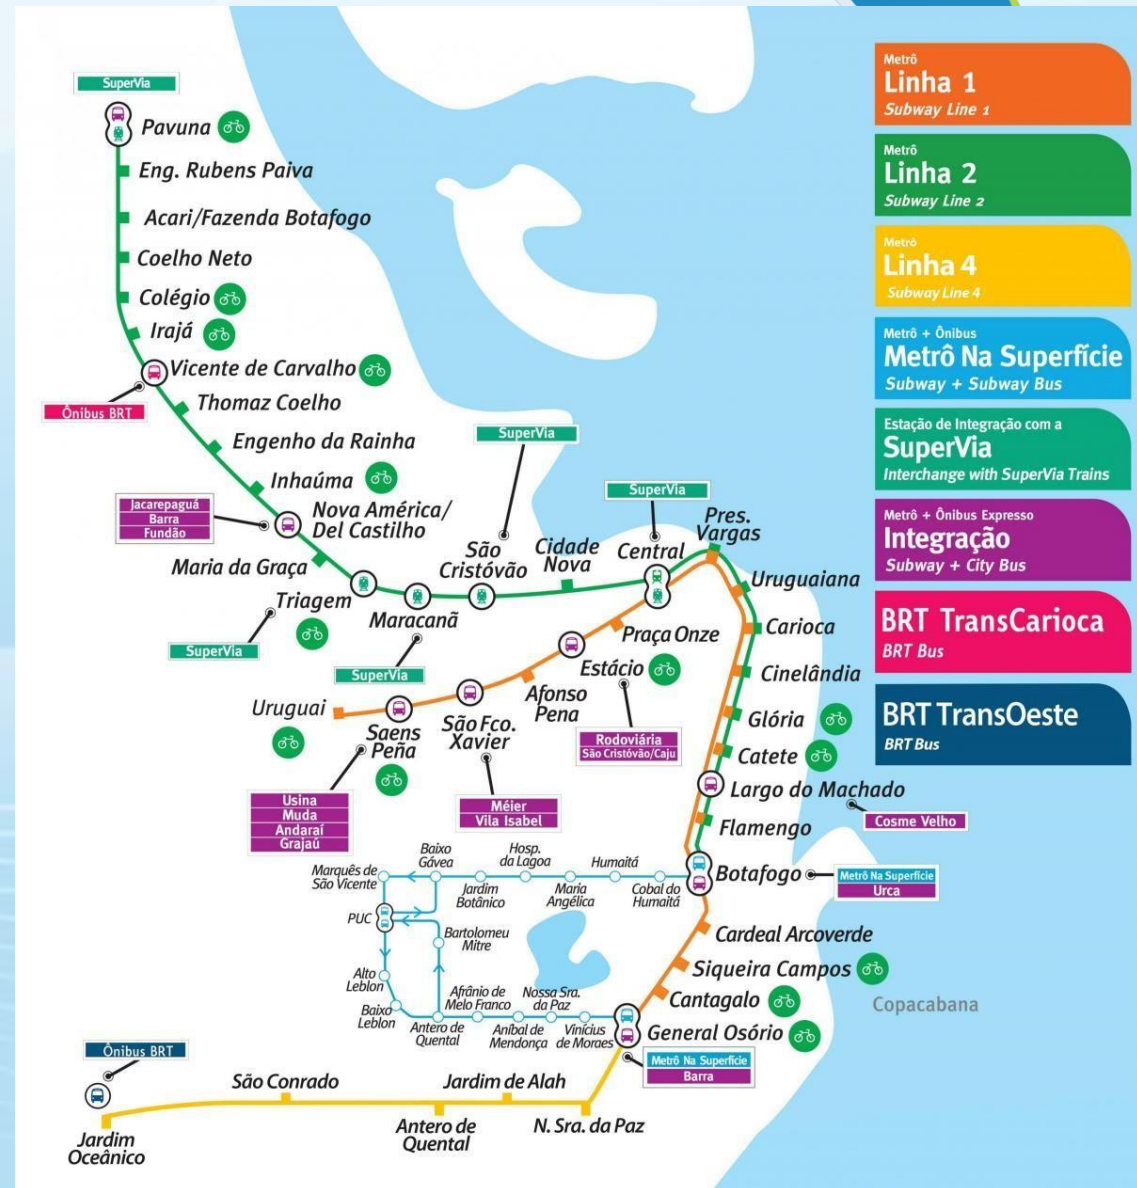 SuperVia
Pavuna
Eng. Rubens Paiva
Acari/Fazenda Botafogo
Coelho Neto
Colégio
Irajá
Vicente de Carvalho
Ônibus BRT
Thomaz Coelho
Engenho da Rainha
Inhaúma
Jacarepaguá
Barra
Fundão
Nova América/
Del Castilho
Maria da Graça
Triagem
SuperVia
Maracanã
SuperVia
São
Cristóvão
SuperVia
Cidade
Nova
Central
SuperVia
Pres.
Vargas
Uruguaiana
Carioca
Cinelândia
Glória
Catete
Largo do Machado
Cosme Velho
Flamengo
Botafogo
Metrô Na Superfície
Urca
Praça Onze
Estácio
Rodoviária
São Cristóvão/Caju
Afonso
Pena
São Fco.
Xavier
Méier
Vila Isabel
Saens
Peña
Usina
Muda
Andaraí
Grajaú
Uruguai
Cardeal Arcoverde
Siqueira Campos
Cantagalo
Copacabana
General Osório
Metrô Na Superfície
Barra
Marquês de
São Vicente
Baixo
Gávea
Jardim
Botânico
Hosp.
da Lagoa
Maria
Angélica
Humaitá
Cobal do
Humaitá
PUC
Bartolomeu
Mitre
Alto
Leblon
Baixo
Leblon
Antero de
Quental
Afrânio de
Melo Franco
Aníbal de
Mendonça
Nossa Sra.
da Paz
Vinícius
de Moraes
Ônibus BRT
Jardim
Oceânico
São Conrado
Antero de
Quental
Jardim de Alah
N. Sra. da Paz
Metrô
Linha 1
Subway Line 1
Metrô
Linha 2
Subway Line 2
Metrô
Linha 4
Subway Line 4
Metrô + Ônibus
Metrô Na Superfície
Subway + Subway Bus
Estação de Integração com a
SuperVia
Interchange with SuperVia Trains
Metrô + Ônibus Expresso
Integração
Subway + City Bus
BRT TransCarioca
BRT Bus
BRT TransOeste
BRT Bus